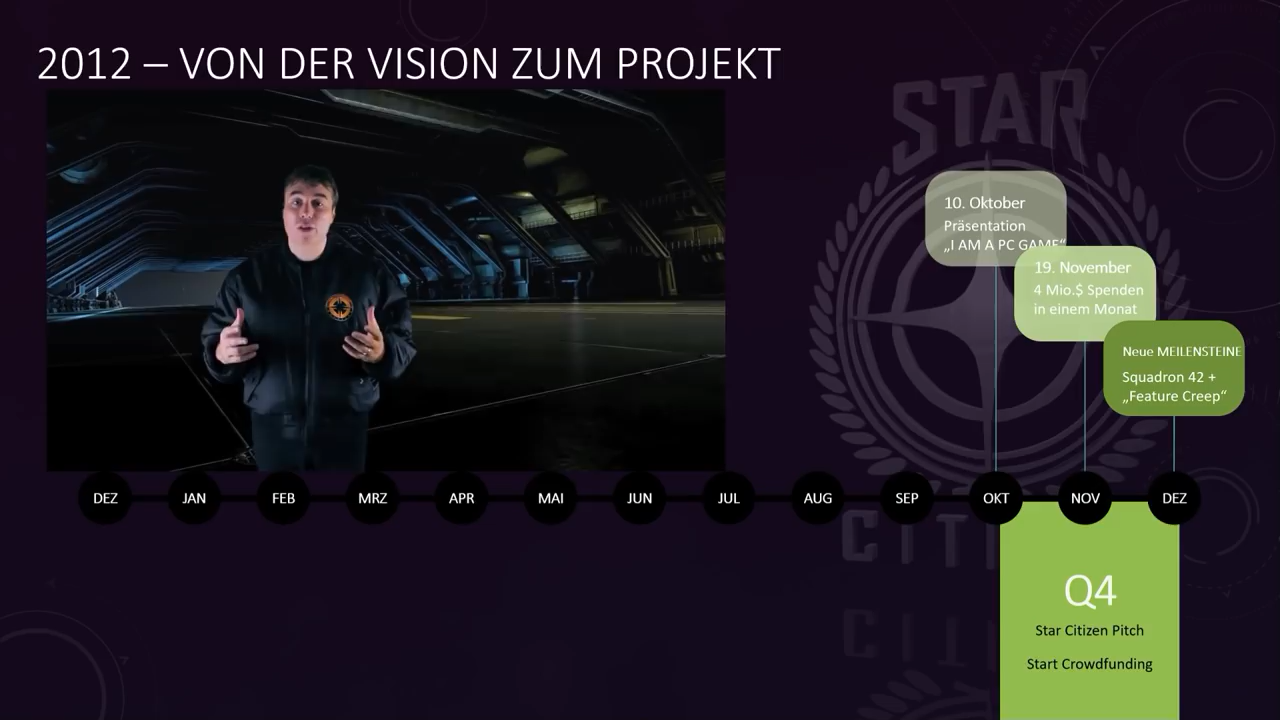 2012 – VON DER VISION ZUM PROJEKT
STAR
10. Oktober
Präsentation
„I AM A PC GAME“
19. November
4 Mio.$ Spenden
in einem Monat
Neue MEILENSTEINE
Squadron 42 +
„Feature Creep“
DEZ
JAN
FEB
MRZ
APR
MAI
JUN
JUL
AUG
SEP
OKT
NOV
DEZ
CITI
Q4
Star Citizen Pitch
Start Crowdfunding